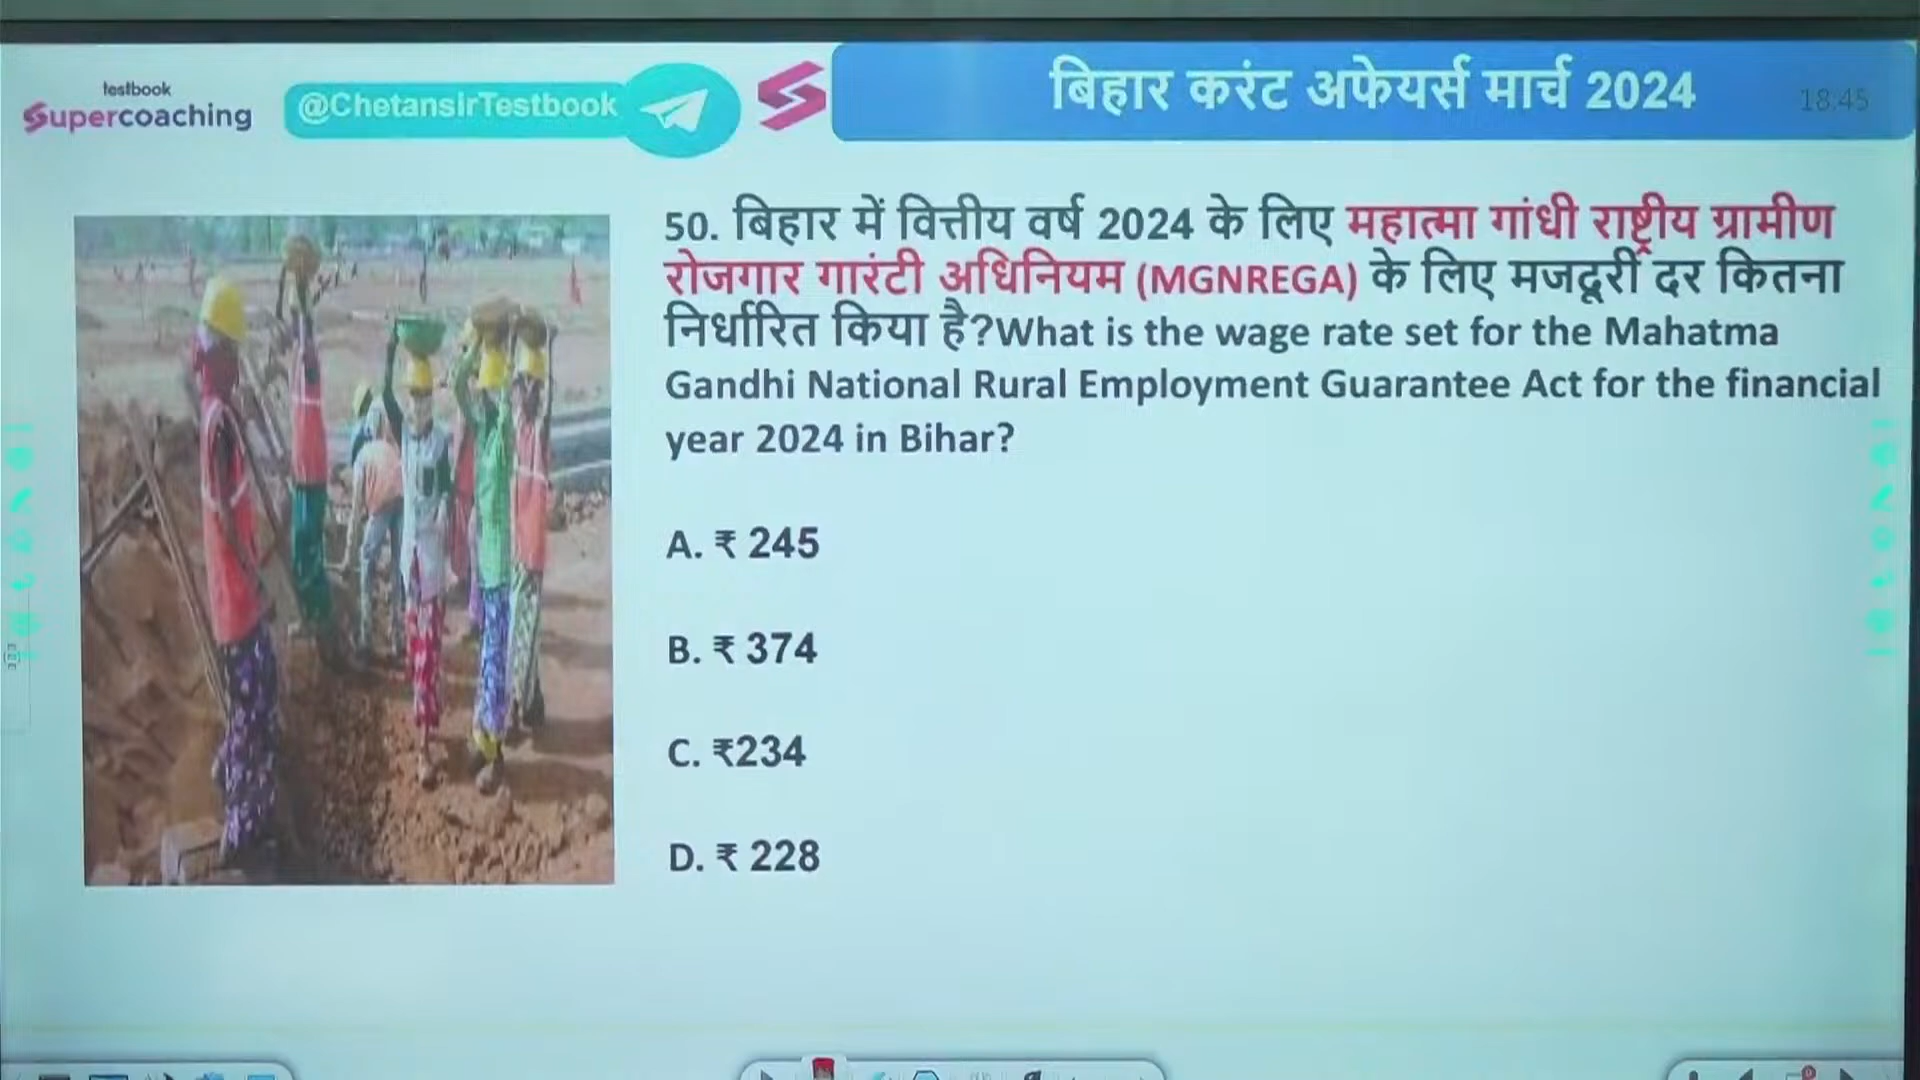 testbook
Supercoaching
@ChetansirTestbook
बिहार करंट अफेयर्स मार्च 2024
18:45
50. बिहार में वित्तीय वर्ष 2024 के लिए महात्मा गांधी राष्ट्रीय ग्रामीण
रोजगार गारंटी अधिनियम (MGNREGA) के लिए मजदूरी दर कितना
निर्धारित किया है?What is the wage rate set for the Mahatma
Gandhi National Rural Employment Guarantee Act for the financial
year 2024 in Bihar?
A. ₹ 245
B. ₹ 374
C. ₹234
D. ₹ 228